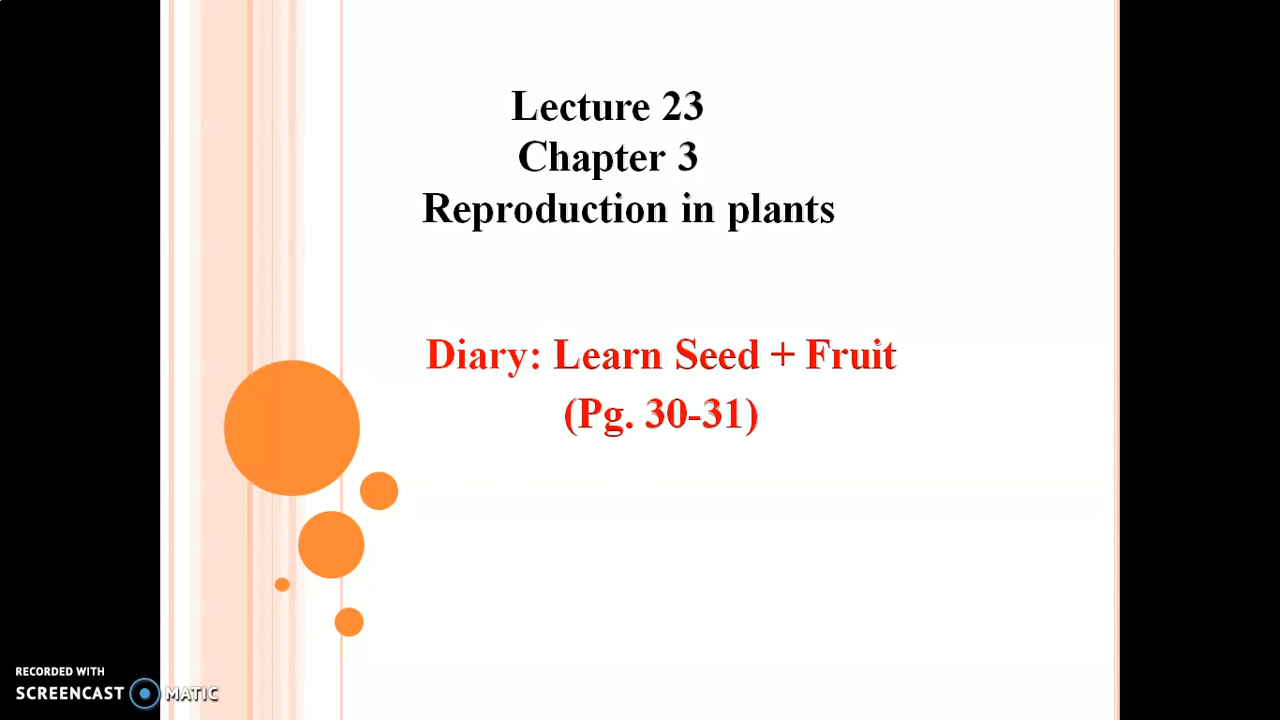 Lecture 23
Chapter 3
Reproduction in plants
Diary: Learn Seed + Fruit
(Pg. 30-31)
RECORDED WITH
SCREENCAST MATIC